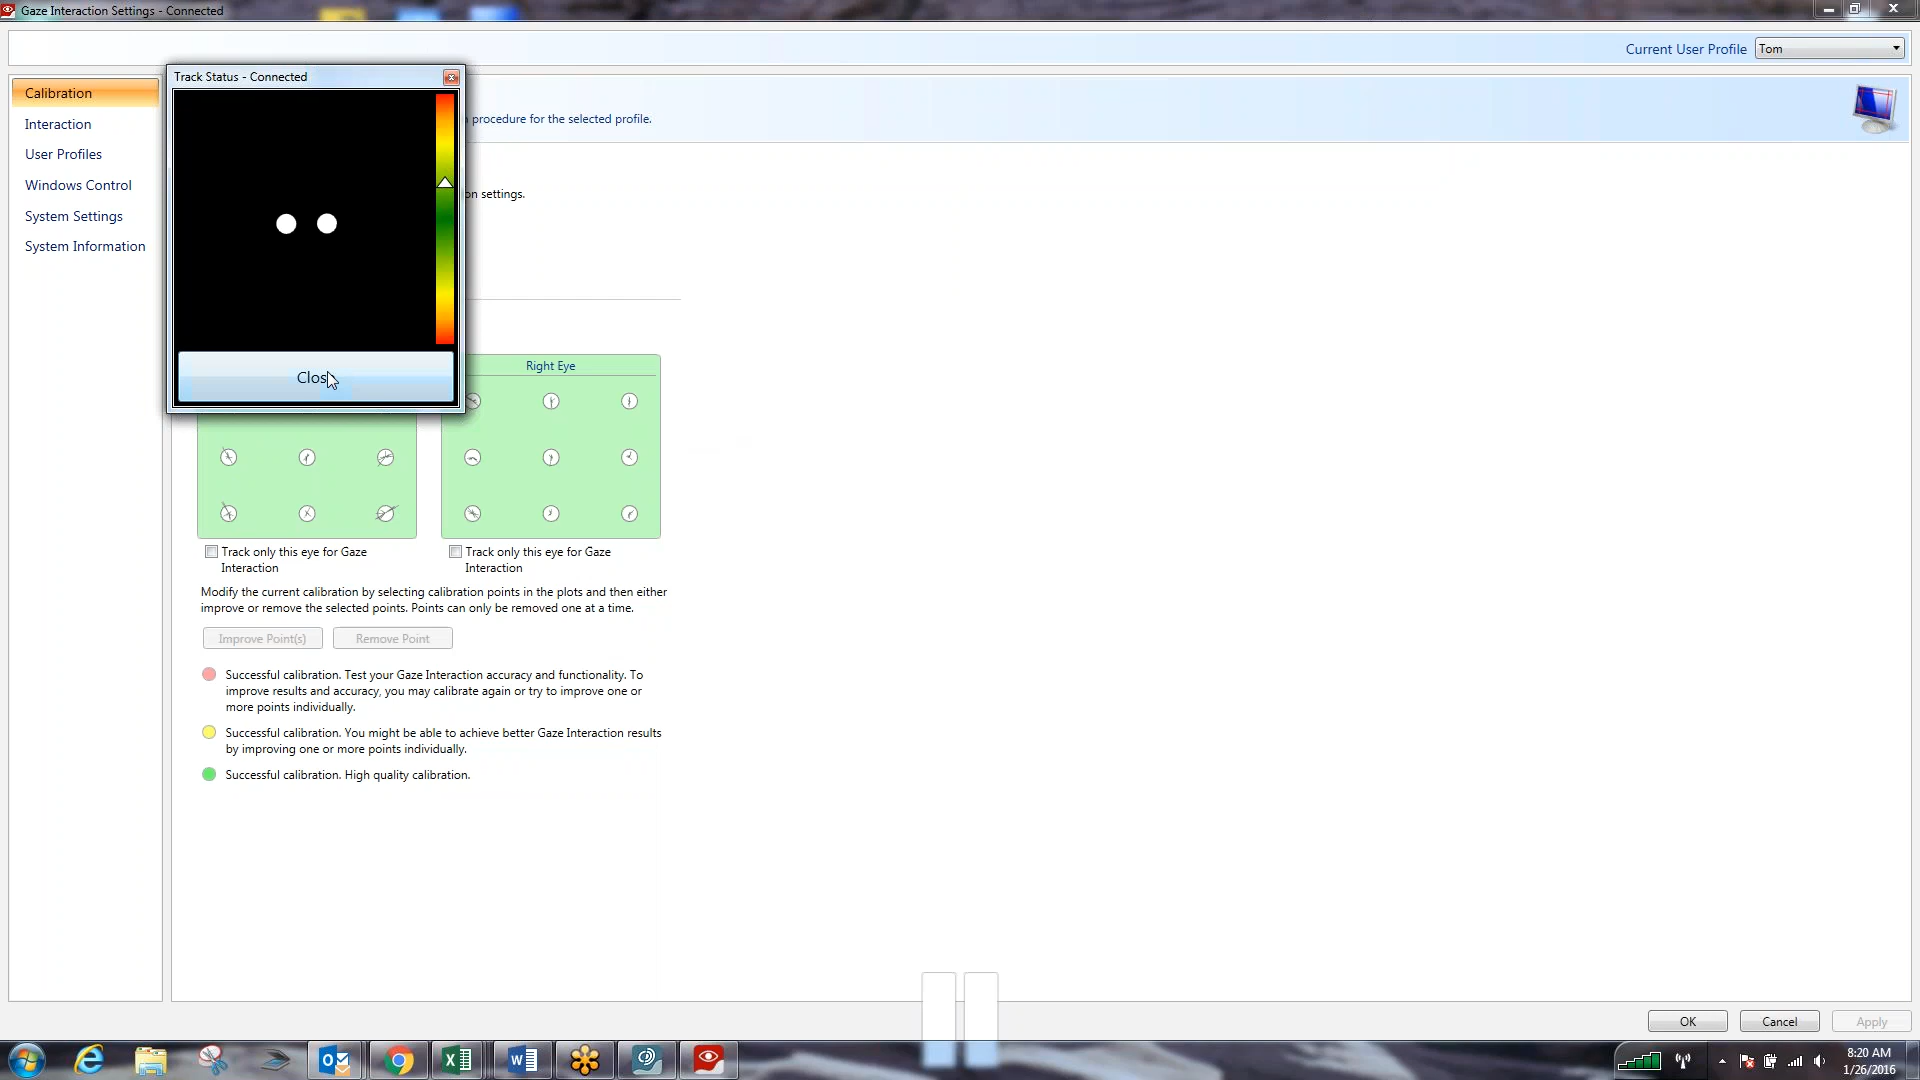 Gaze Interaction Settings - Connected
Current User Profile
Tom
Track Status - Connected
Calibration
Interaction
User Profiles
Windows Control
System Settings
System Information
procedure for the selected profile.
settings.
Clos
Right Eye
Track only this eye for Gaze
Interaction
Track only this eye for Gaze
Interaction
Modify the current calibration by selecting calibration points in the plots and then either
improve or remove the selected points. Points can only be removed one at a time.
Improve Point(s)
Remove Point
Successful calibration. Test your Gaze Interaction accuracy and functionality. To
improve results and accuracy, you may calibrate again or try to improve one or
more points individually.
Successful calibration. You might be able to achieve better Gaze Interaction results
by improving one or more points individually.
Successful calibration. High quality calibration.
OK
Cancel
Apply
8:20 AM
1/26/2016